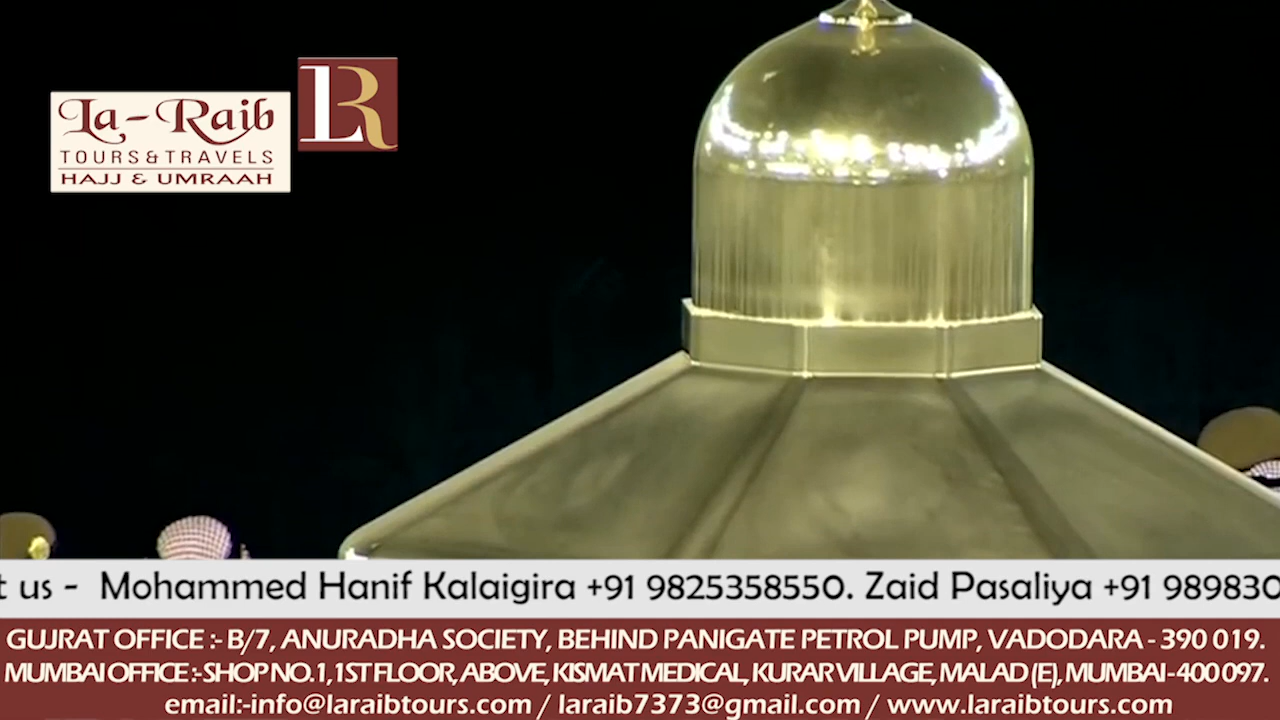 La-Raib
TOURS & TRAVELS
HAJJ & UMRAAH
LR
t us - Mohammed Hanif Kalaigira +91 9825358550. Zaid Pasaliya +91 989830
GUJRAT OFFICE :- B/7, ANURADHA SOCIETY, BEHIND PANIGATE PETROL PUMP, VADODARA - 390 019.
MUMBAI OFFICE :- SHOP NO. 1, 1ST FLOOR, ABOVE, KISMAT MEDICAL, KURAR VILLAGE, MALAD (E), MUMBAI - 400 097.
email:-info@laraibtours.com / laraib7373@gmail.com / www.laraibtours.com